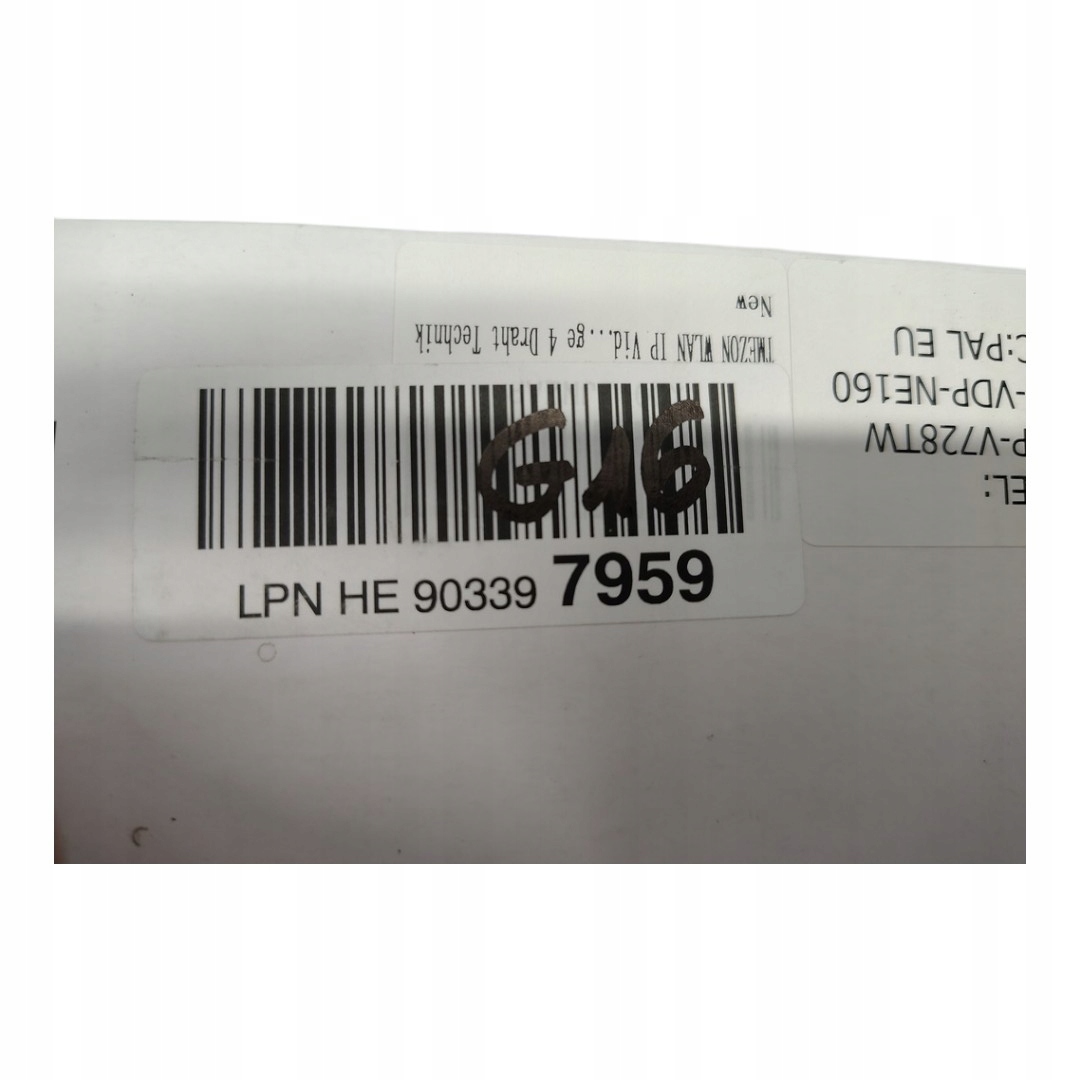 TMEZON WLAN IP Vid...ge 4 Draht Technik
New
EL:
P-V728TW
-VDP-NE160
C:PAL EU
G16
LPN HE 90339 7959